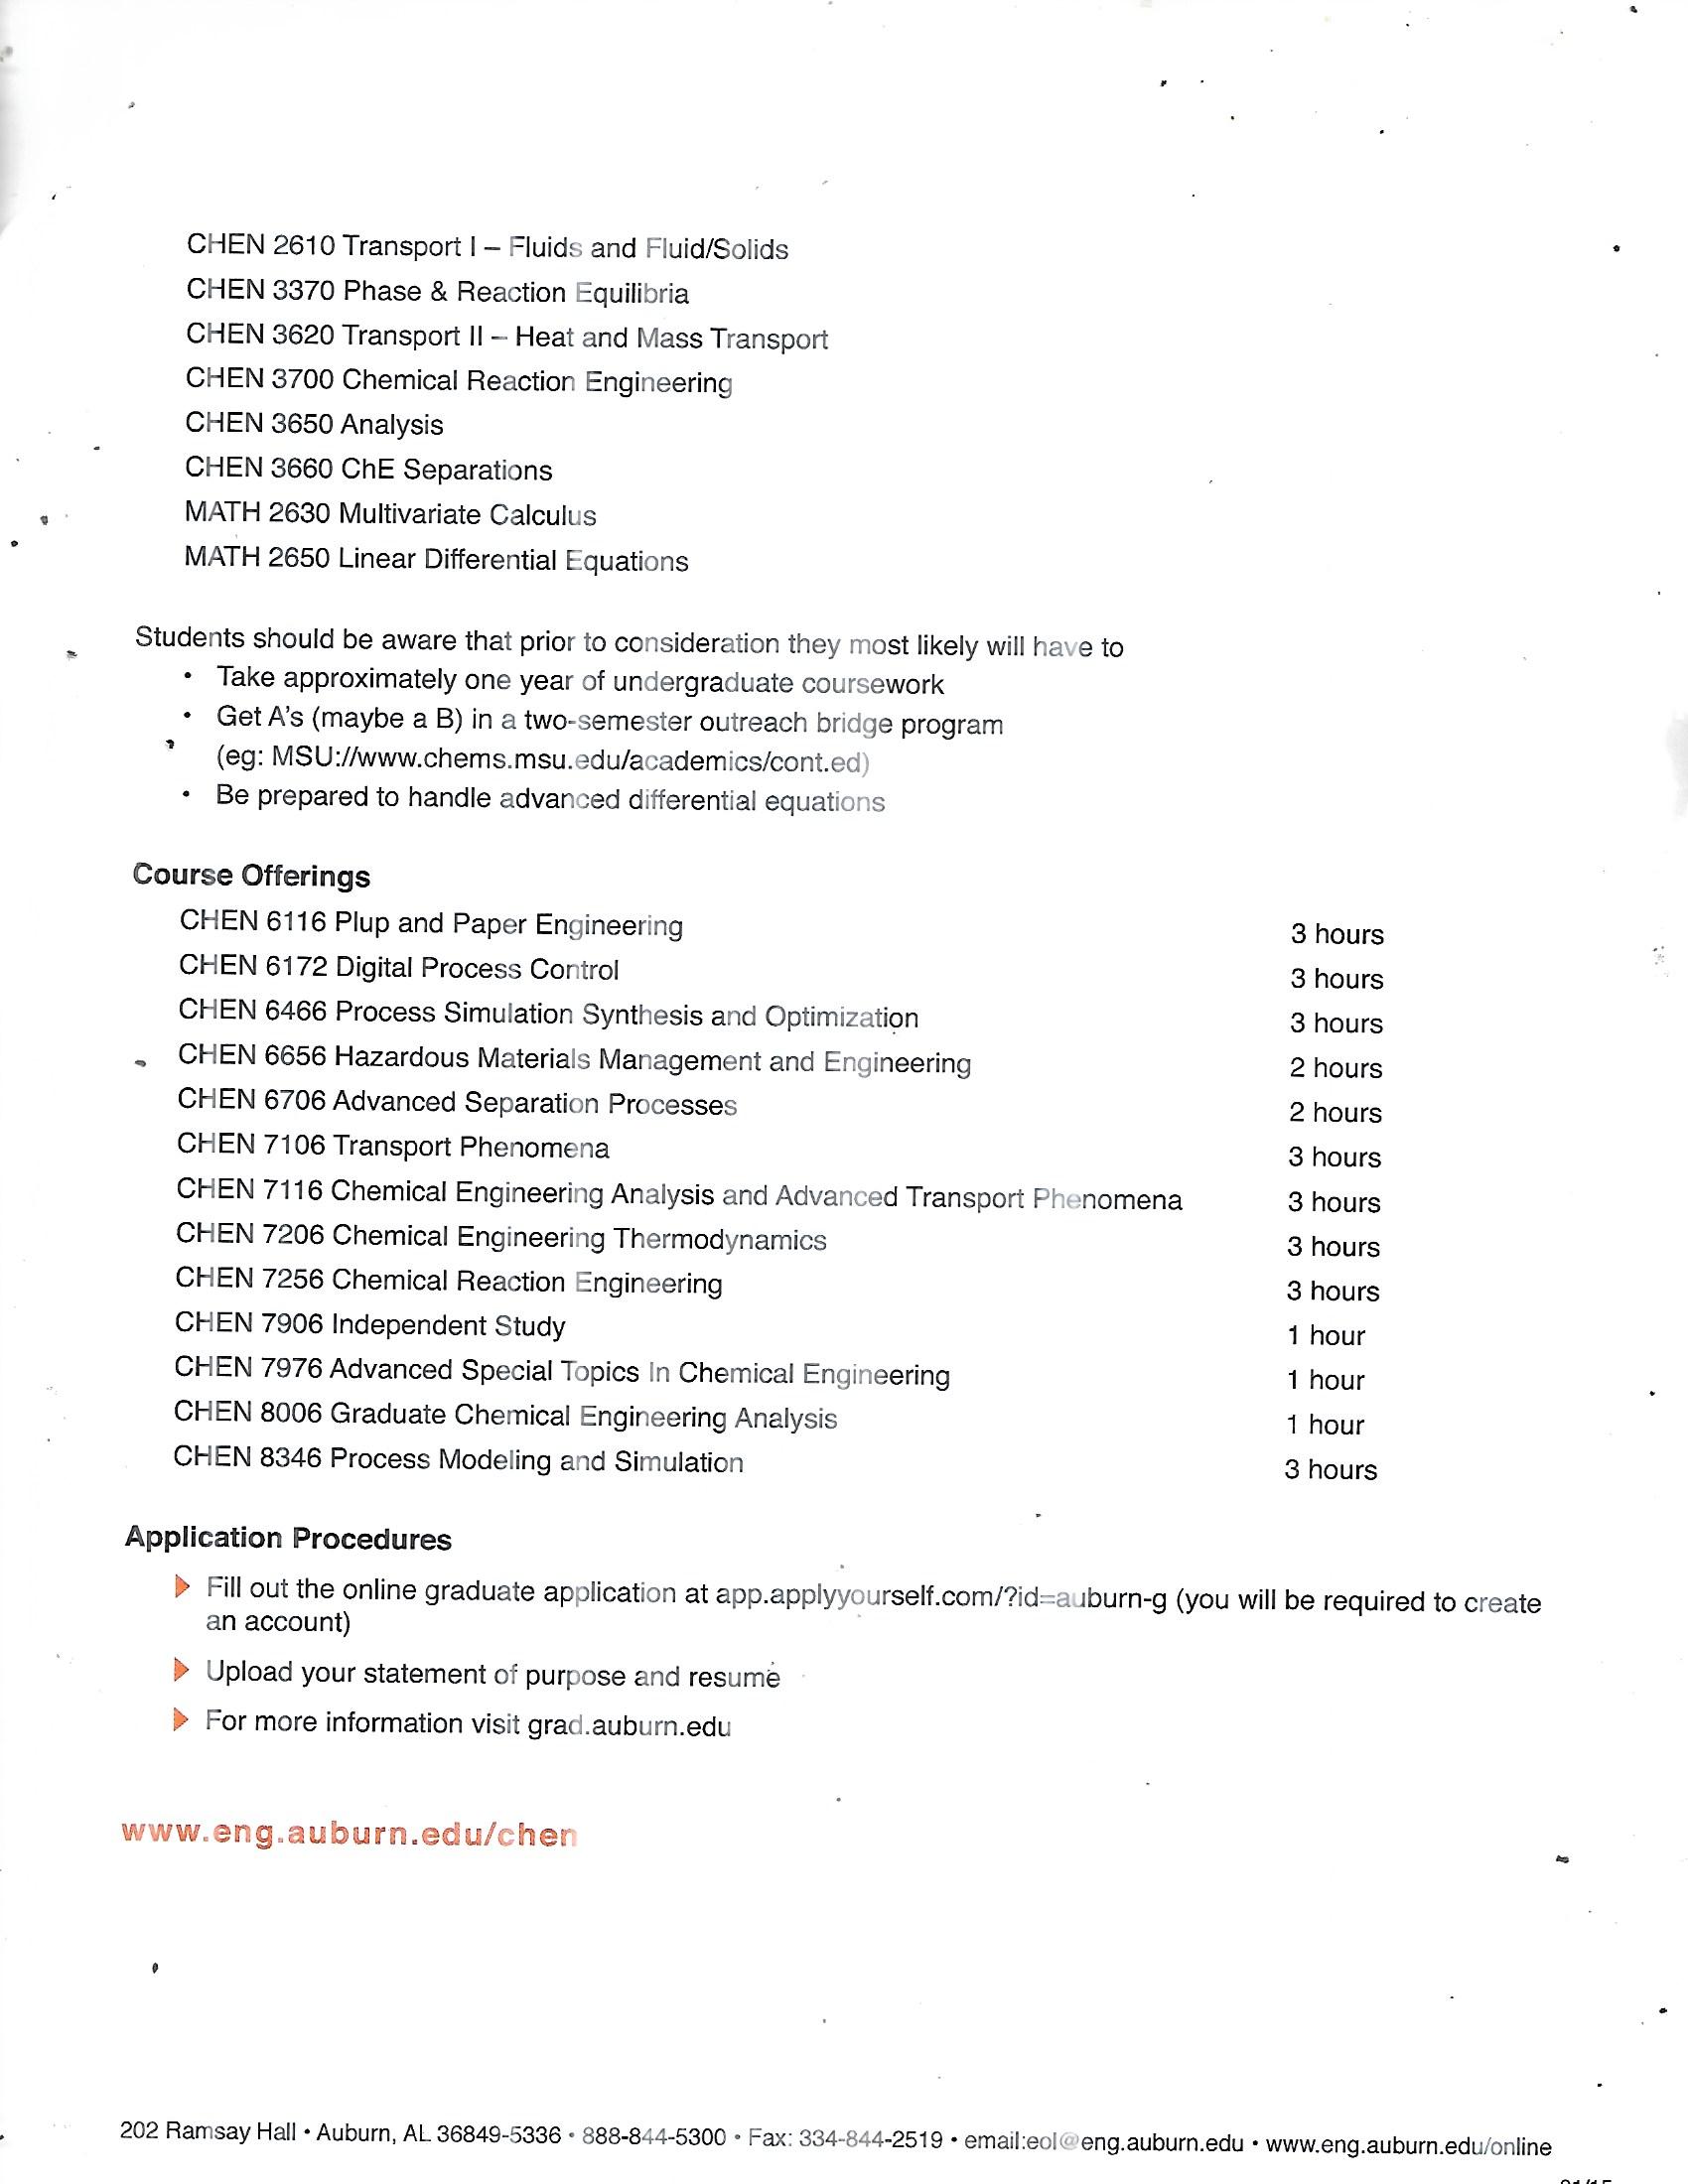 CHEN 2610 Transport I – Fluids and Fluid/Solids
CHEN 3370 Phase & Reaction Equilibria
CHEN 3620 Transport II – Heat and Mass Transport
CHEN 3700 Chemical Reaction Engineering
CHEN 3650 Analysis
CHEN 3660 ChE Separations
MATH 2630 Multivariate Calculus
MATH 2650 Linear Differential Equations
Students should be aware that prior to consideration they most likely will have to
• Take approximately one year of undergraduate coursework
• Get A's (maybe a B) in a two-semester outreach bridge program
(eg: MSU://www.chems.msu.edu/academics/cont.ed)
• Be prepared to handle advanced differential equations
Course Offerings
CHEN 6116 Plup and Paper Engineering 3 hours
CHEN 6172 Digital Process Control 3 hours
CHEN 6466 Process Simulation Synthesis and Optimization 3 hours
CHEN 6656 Hazardous Materials Management and Engineering 2 hours
CHEN 6706 Advanced Separation Processes 2 hours
CHEN 7106 Transport Phenomena 3 hours
CHEN 7116 Chemical Engineering Analysis and Advanced Transport Phenomena 3 hours
CHEN 7206 Chemical Engineering Thermodynamics 3 hours
CHEN 7256 Chemical Reaction Engineering 3 hours
CHEN 7906 Independent Study 1 hour
CHEN 7976 Advanced Special Topics In Chemical Engineering 1 hour
CHEN 8006 Graduate Chemical Engineering Analysis 1 hour
CHEN 8346 Process Modeling and Simulation 3 hours
Application Procedures
Fill out the online graduate application at app.applyyourself.com/?id=auburn-g (you will be required to create
an account)
Upload your statement of purpose and resume
For more information visit grad.auburn.edu
www.eng.auburn.edu/chen
202 Ramsay Hall • Auburn, AL 36849-5336 • 888-844-5300 • Fax: 334-844-2519 • email:eol@eng.auburn.edu • www.eng.auburn.edu/online